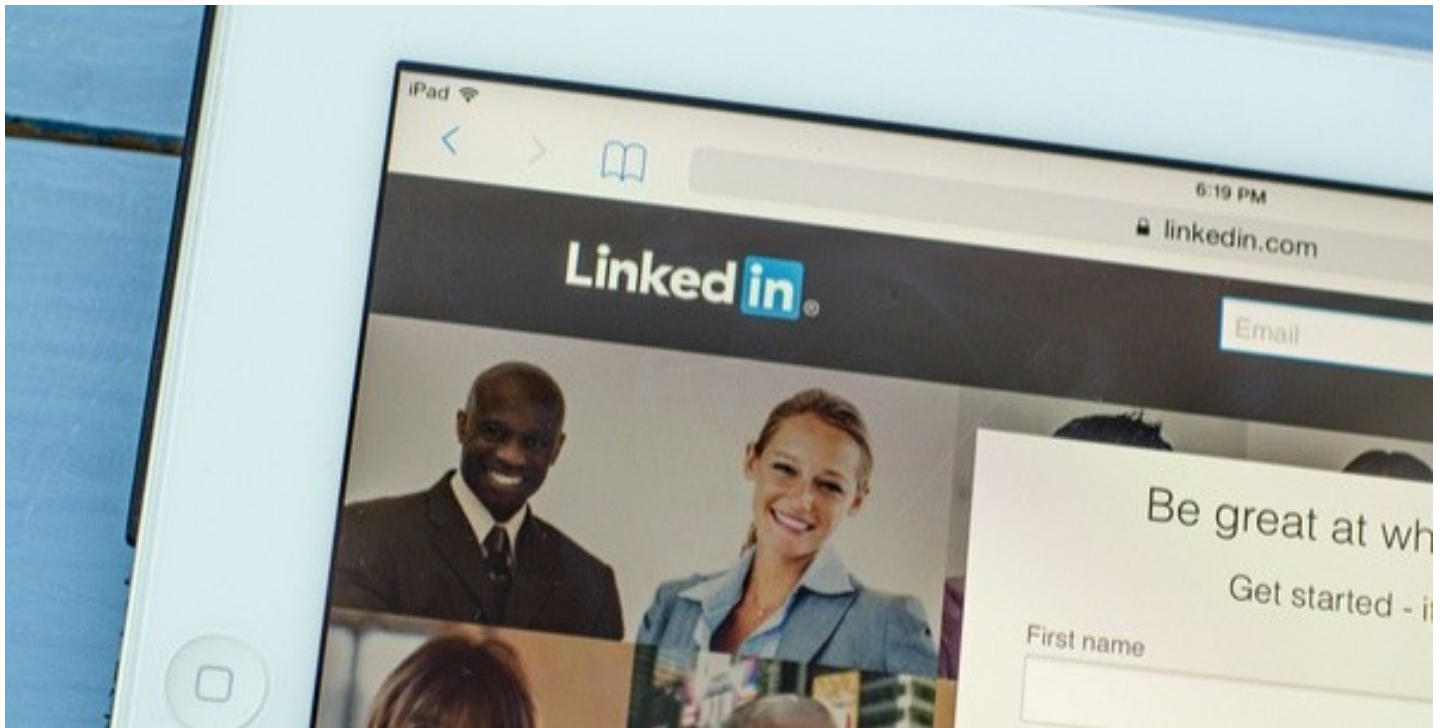 iPad
6:19 PM
linkedin.com
Linkedin®
Email
Be great at wh
Get started - i
First name